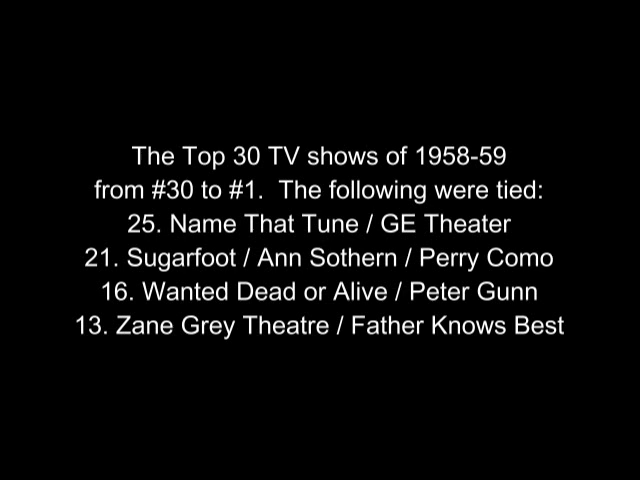 The Top 30 TV shows of 1958-59
from #30 to #1.  The following were tied:
25. Name That Tune / GE Theater
21. Sugarfoot / Ann Sothern / Perry Como
16. Wanted Dead or Alive / Peter Gunn
13. Zane Grey Theatre / Father Knows Best